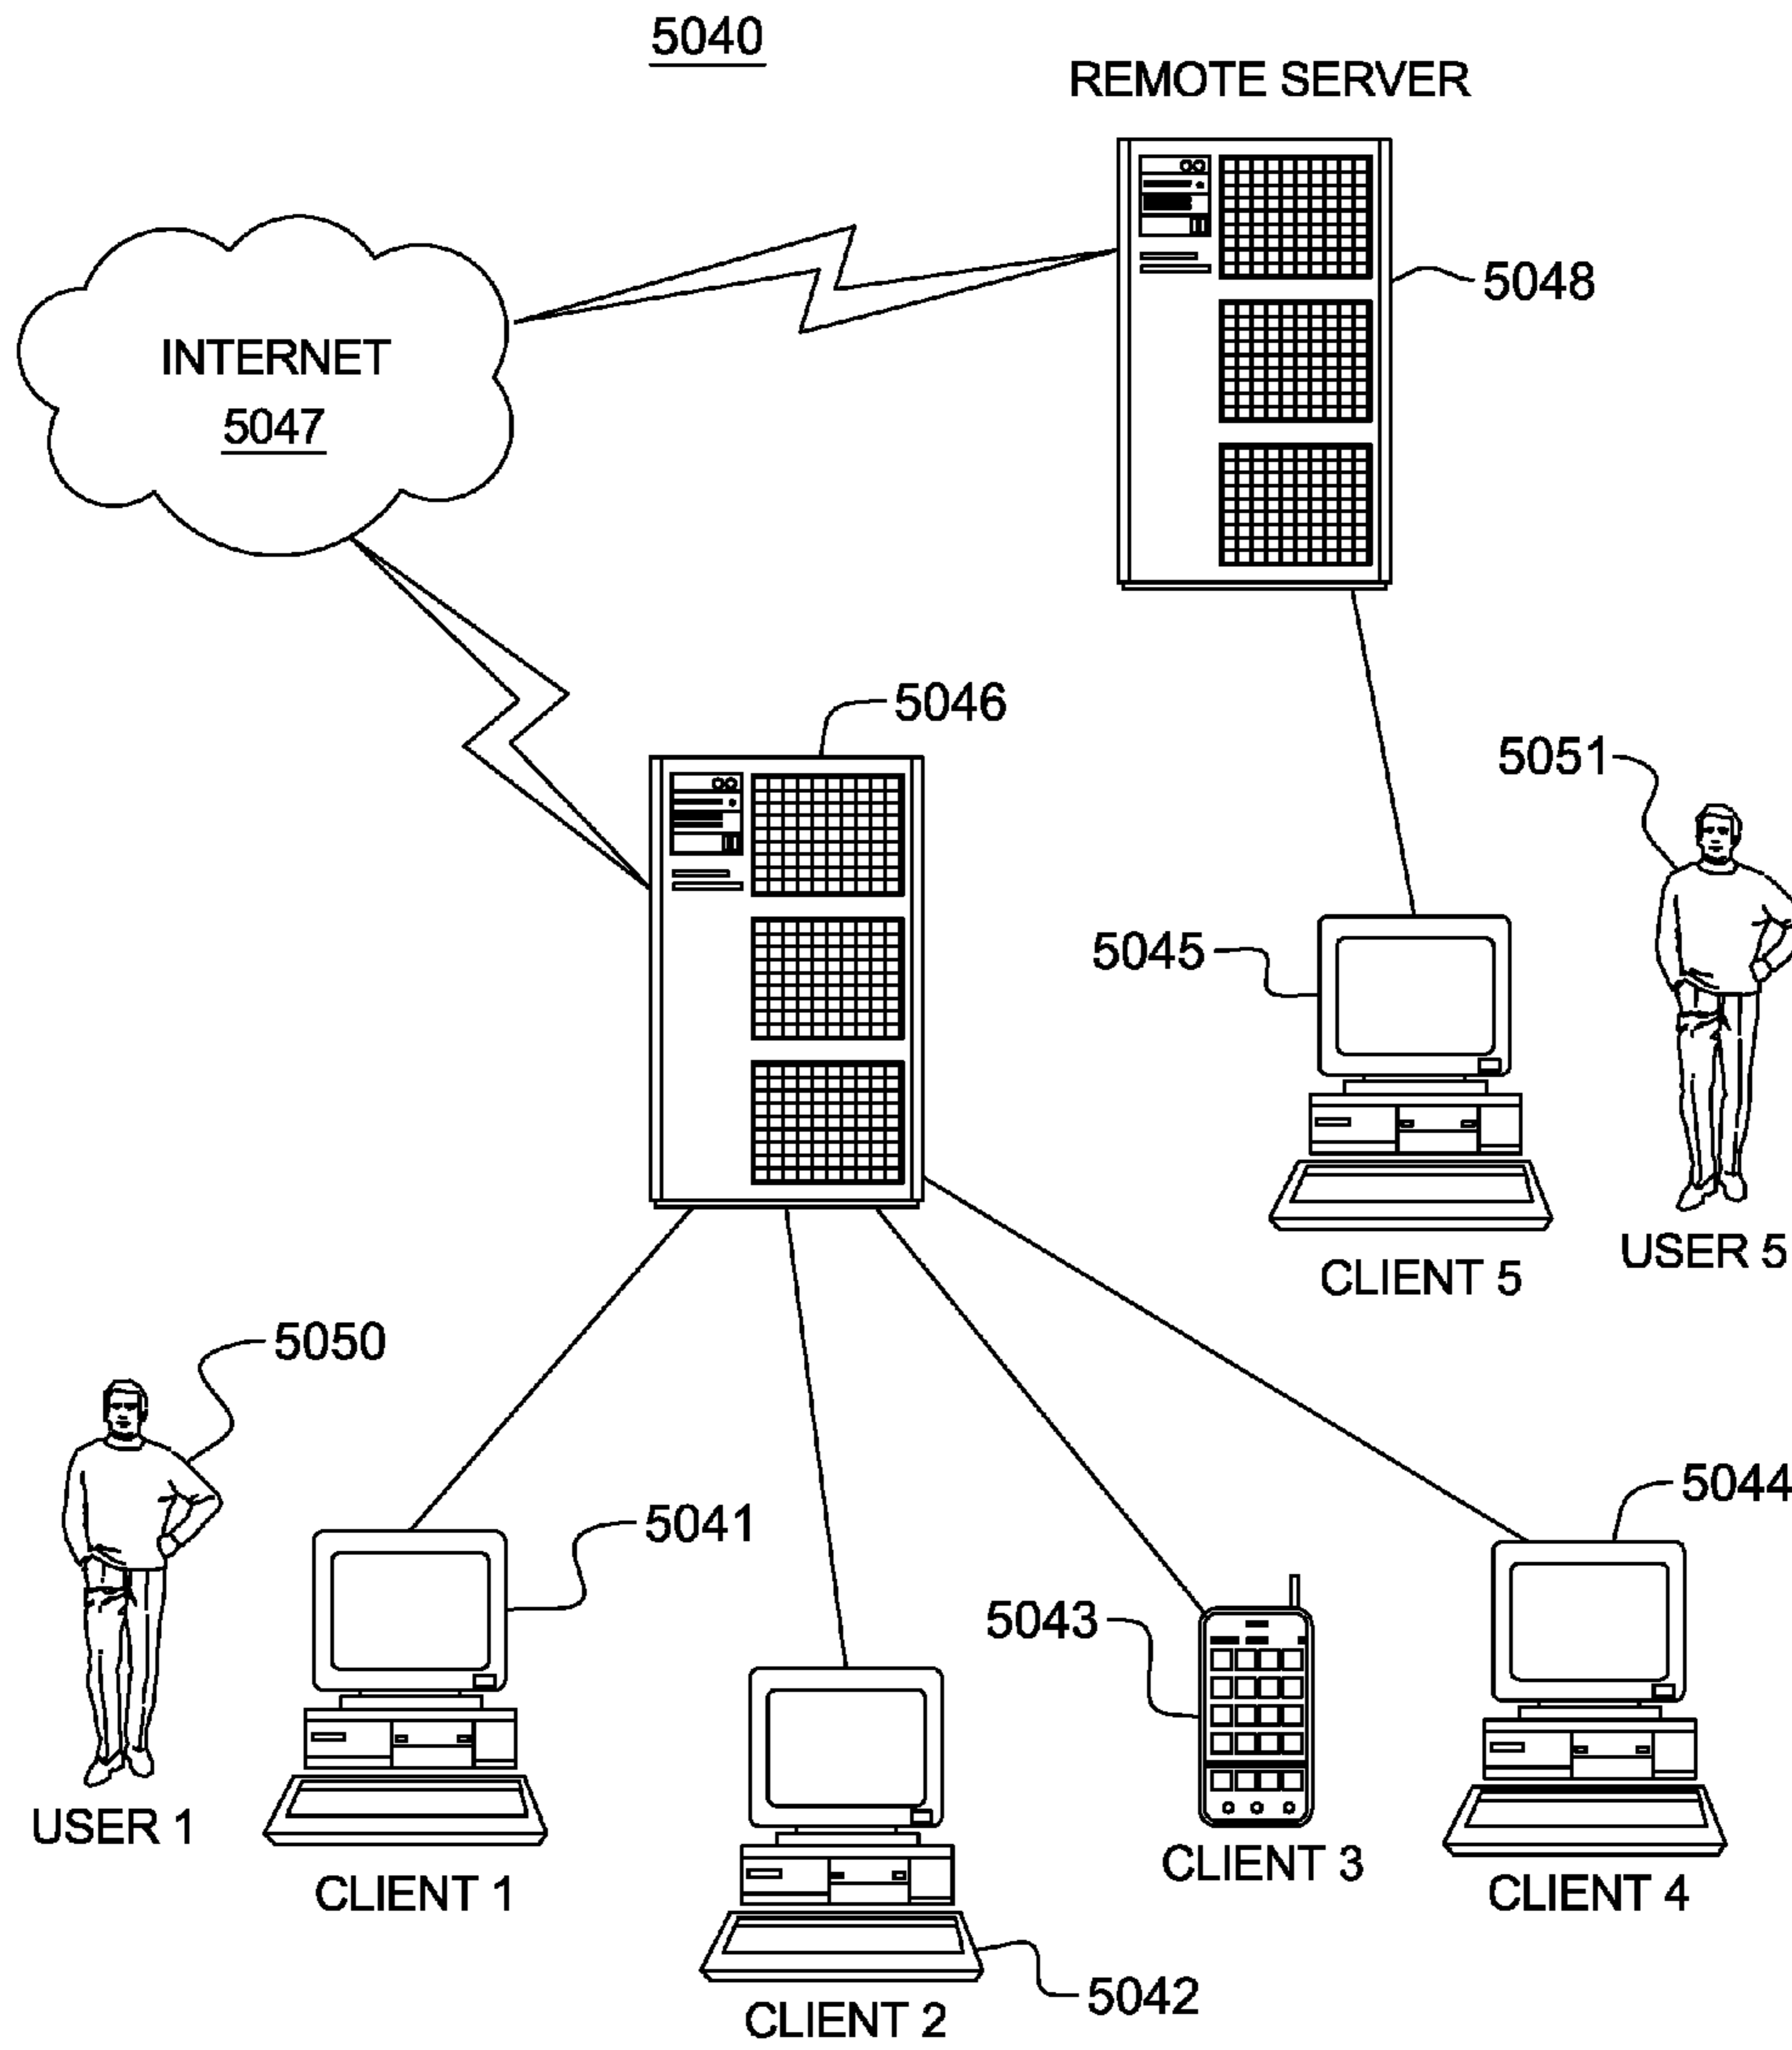 5040
REMOTE SERVER
INTERNET
5047
5048
5046
5051
5045
USER 5
CLIENT 5
5050
5041
5044
5043
USER 1
CLIENT 1
CLIENT 3
CLIENT 4
5042
CLIENT 2